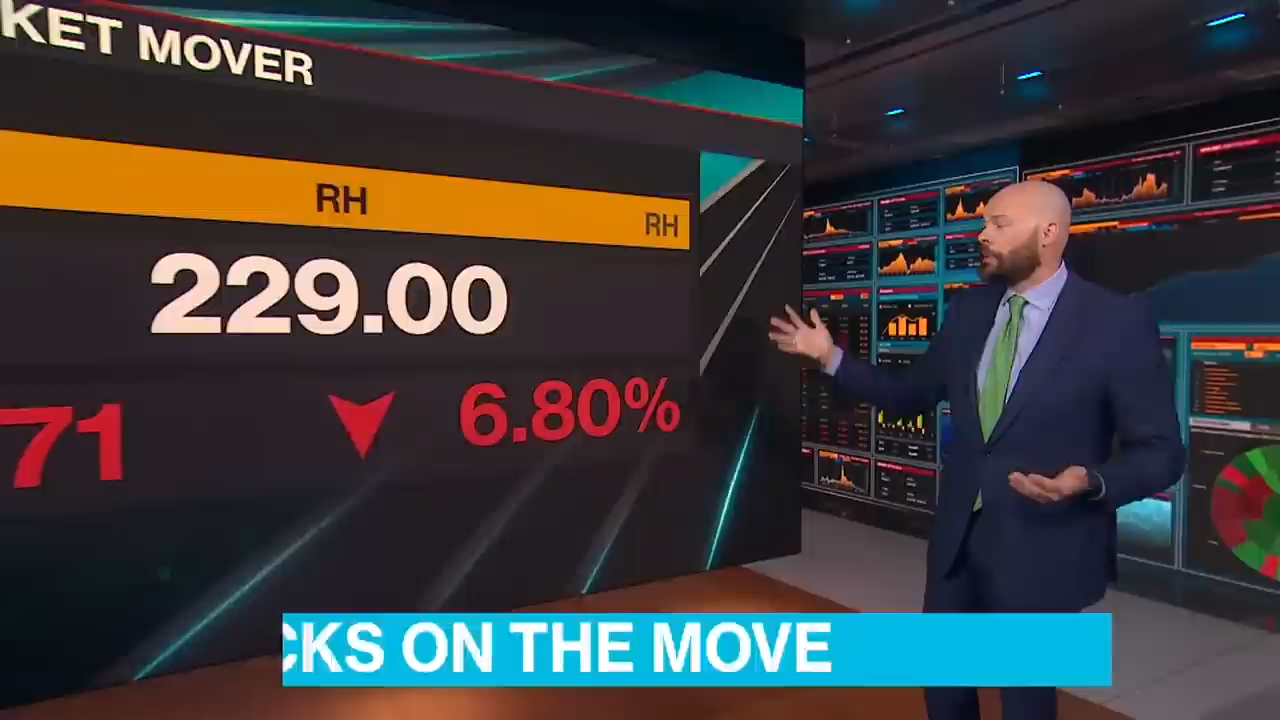 KET MOVER
RH
RH
229.00
71
6.80%
CKS ON THE MOVE